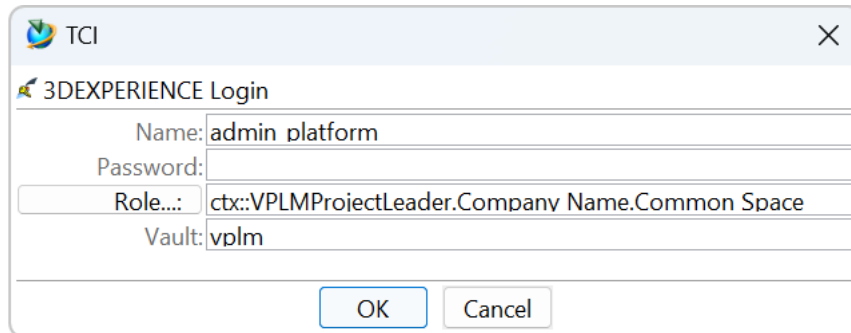 TCI
3DEXPERIENCE Login
Name: admin_platform
Password:
Role...: ctx::VPLMProjectLeader.Company Name.Common Space
Vault: vplm
OK Cancel